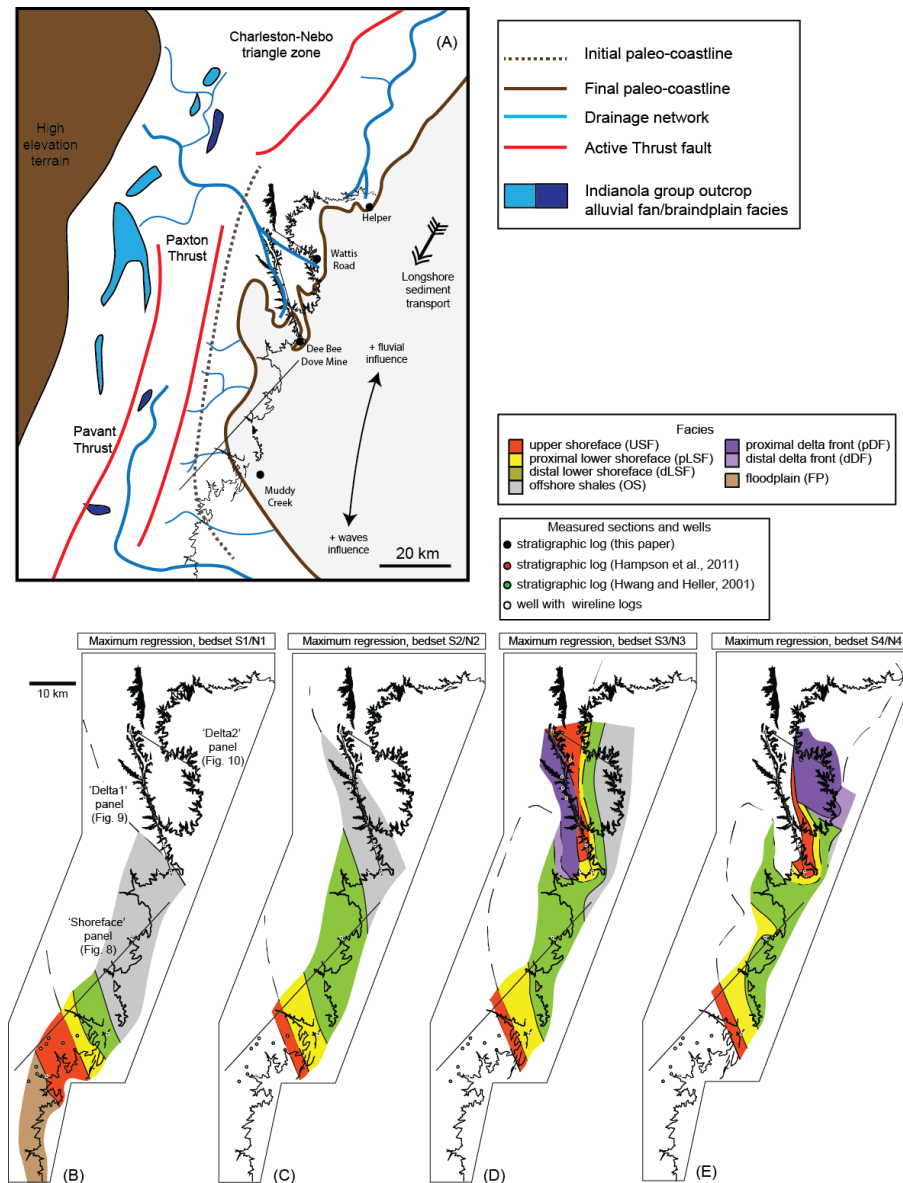 Charleston-Nebo
triangle zone
(A)
High
elevation
terrain
Helper
Wattis
Road
Paxton
Thrust
Longshore
sediment
transport
Dee Bee
Dove Mine
+ fluvial
influence
Pavant
Thrust
Muddy
Creek
+ waves
influence
20 km
Initial paleo-coastline
Final paleo-coastline
Drainage network
Active Thrust fault
Indianola group outcrop
alluvial fan/braindplain facies
Facies
upper shoreface (USF)
proximal lower shoreface (pLSF)
distal lower shoreface (dLSF)
offshore shales (OS)
proximal delta front (pDF)
distal delta front (dDF)
floodplain (FP)
Measured sections and wells
stratigraphic log (this paper)
stratigraphic log (Hampson et al., 2011)
stratigraphic log (Hwang and Heller, 2001)
well with wireline logs
Maximum regression, bedset S1/N1
Maximum regression, bedset S2/N2
Maximum regression, bedset S3/N3
Maximum regression, bedset S4/N4
10 km
'Delta2'
panel
(Fig. 10)
'Delta1'
panel
(Fig. 9)
'Shoreface'
panel
(Fig. 8)
(B)
(C)
(D)
(E)